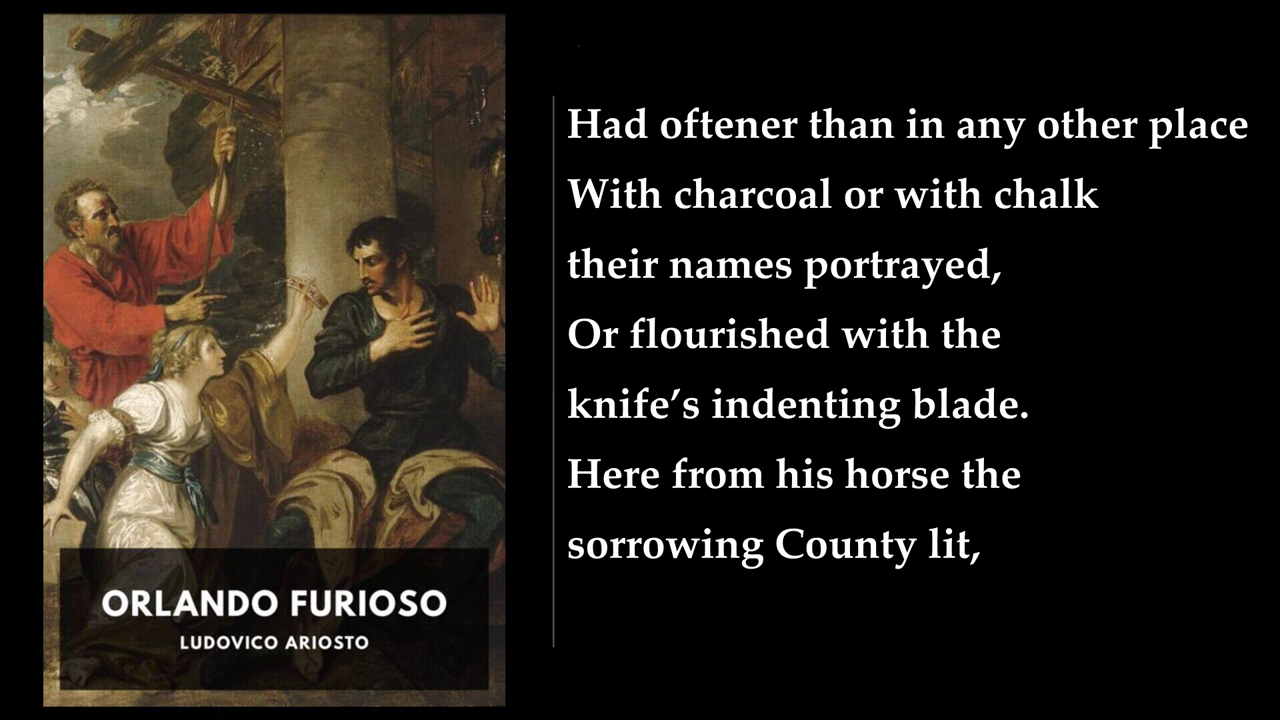 Had oftener than in any other place
With charcoal or with chalk
their names portrayed,
Or flourished with the
knife’s indenting blade.
Here from his horse the
sorrowing County lit,
ORLANDO FURIOSO
LUDOVICO ARIOSTO